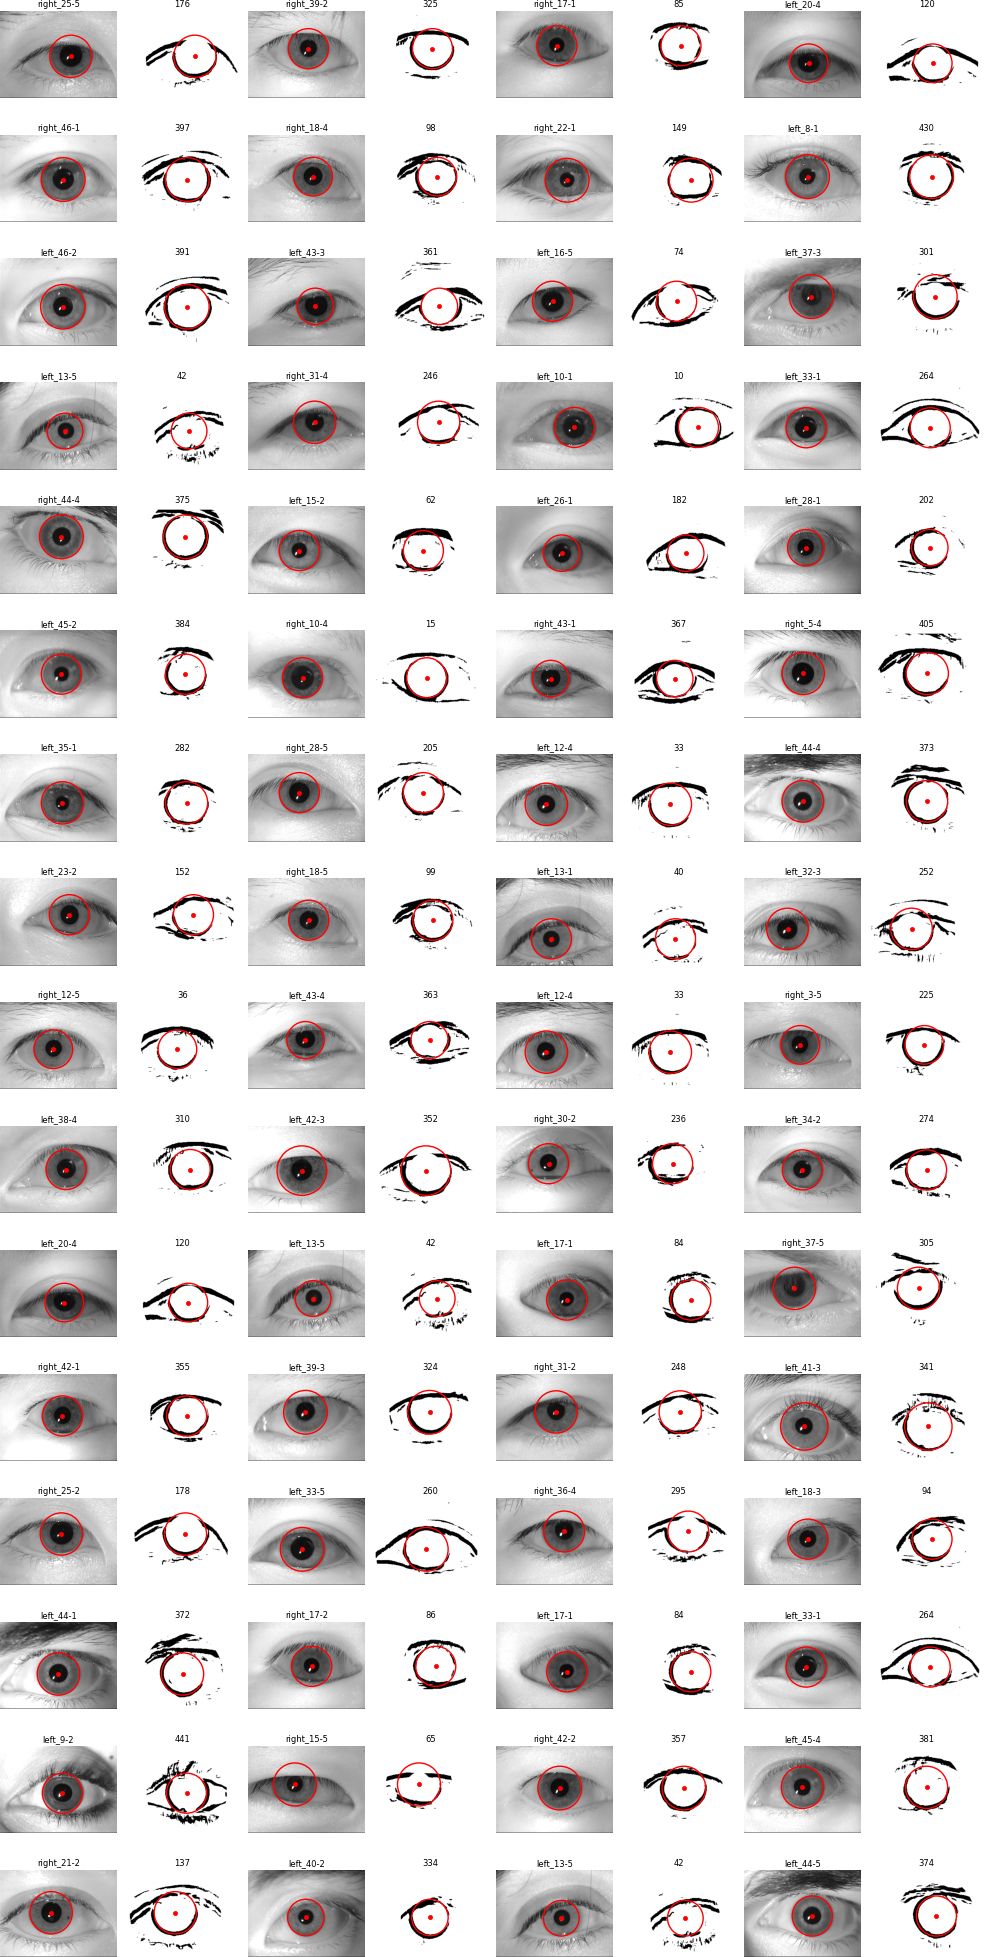 right_25-5 176 right_39-2 325 right_17-1 85 left_20-4 120
right_46-1 397 right_18-4 98 right_22-1 149 left_8-1 430
left_46-2 391 left_43-3 361 left_16-5 74 left_37-3 301
left_13-5 42 right_31-4 246 left_10-1 10 left_33-1 264
right_44-4 375 left_15-2 62 left_26-1 182 left_28-1 202
left_45-2 384 right_10-4 15 right_43-1 367 right_5-4 405
left_35-1 282 right_28-5 205 left_12-4 33 left_44-4 373
left_23-2 152 right_18-5 99 left_13-1 40 left_32-3 252
right_12-5 36 left_43-4 363 left_12-4 33 right_3-5 225
left_38-4 310 left_42-3 352 right_30-2 236 left_34-2 274
left_20-4 120 left_13-5 42 left_17-1 84 right_37-5 305
right_42-1 355 left_39-3 324 right_31-2 248 left_41-3 341
right_25-2 178 left_33-5 260 right_36-4 295 left_18-3 94
left_44-1 372 right_17-2 86 left_17-1 84 left_33-1 264
left_9-2 441 right_15-5 65 right_42-2 357 left_45-4 381
right_21-2 137 left_40-2 334 left_13-5 42 left_44-5 374